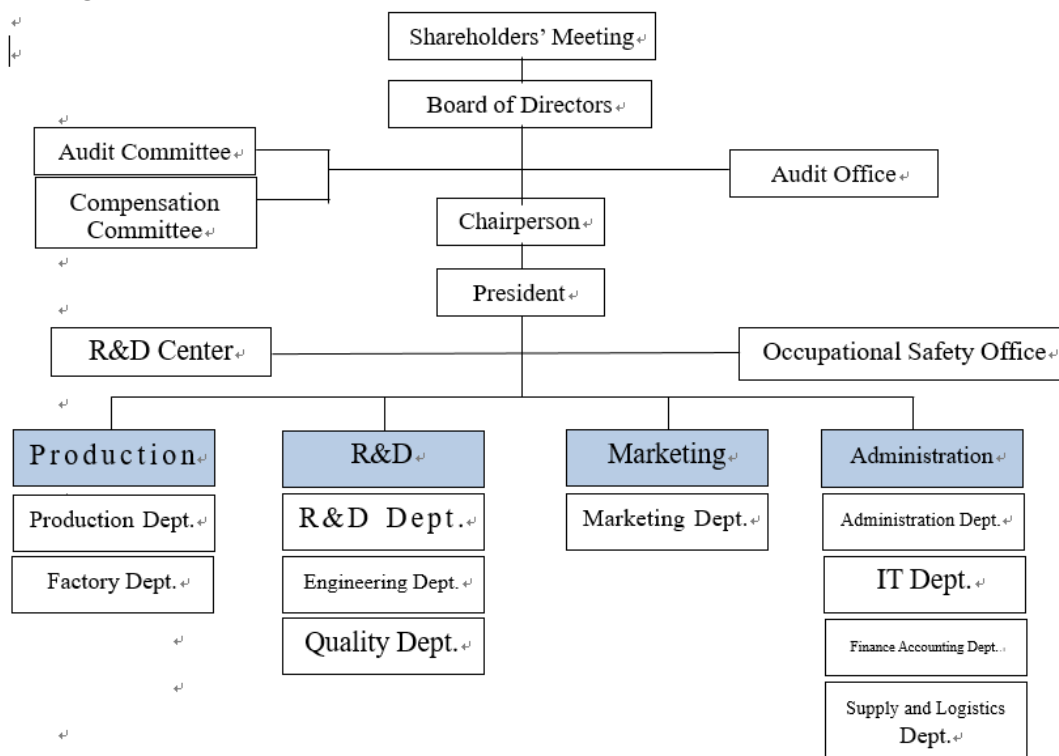 Shareholders’ Meeting
Board of Directors
Audit Committee
Audit Office
Compensation
Committee
Chairperson
President
R&D Center
Occupational Safety Office
Production
R&D
Marketing
Administration
Production Dept.
R&D Dept.
Marketing Dept.
Administration Dept.
Factory Dept.
Engineering Dept.
IT Dept.
Quality Dept.
Finance Accounting Dept.
Supply and Logistics
Dept.